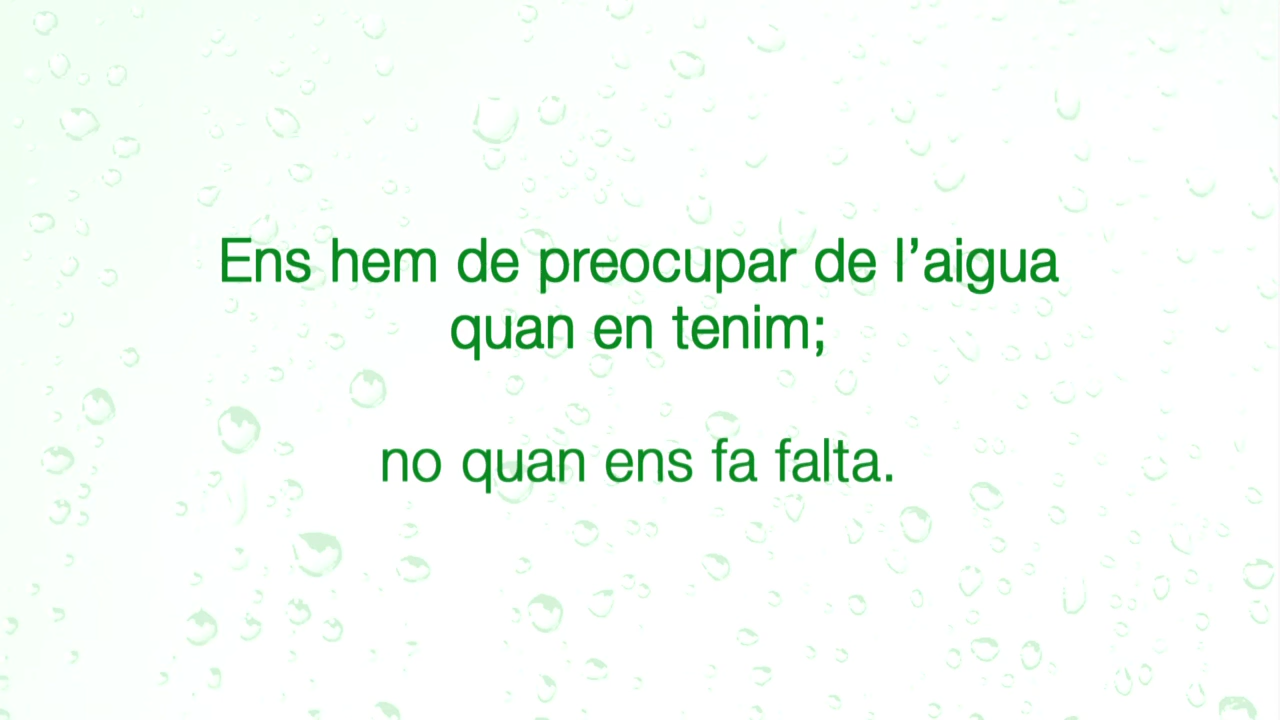 Ens hem de preocupar de l’aigua
quan en tenim;
no quan ens fa falta.